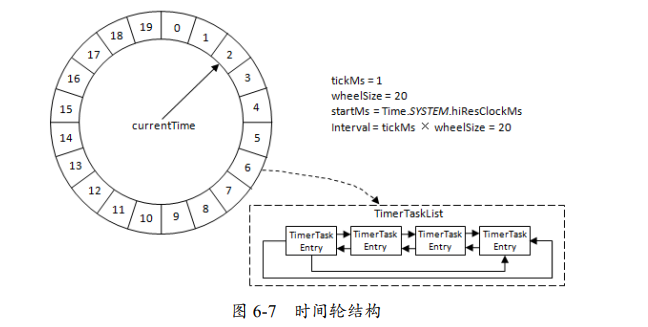 0
1
2
3
4
5
6
7
8
9
10
11
12
13
14
15
16
17
18
19
currentTime
tickMs = 1
wheelSize = 20
startMs = Time.SYSTEM.hiResClockMs
Interval = tickMs × wheelSize = 20
TimerTaskList
TimerTask
Entry
TimerTask
Entry
TimerTask
Entry
TimerTask
Entry
图 6-7 时间轮结构